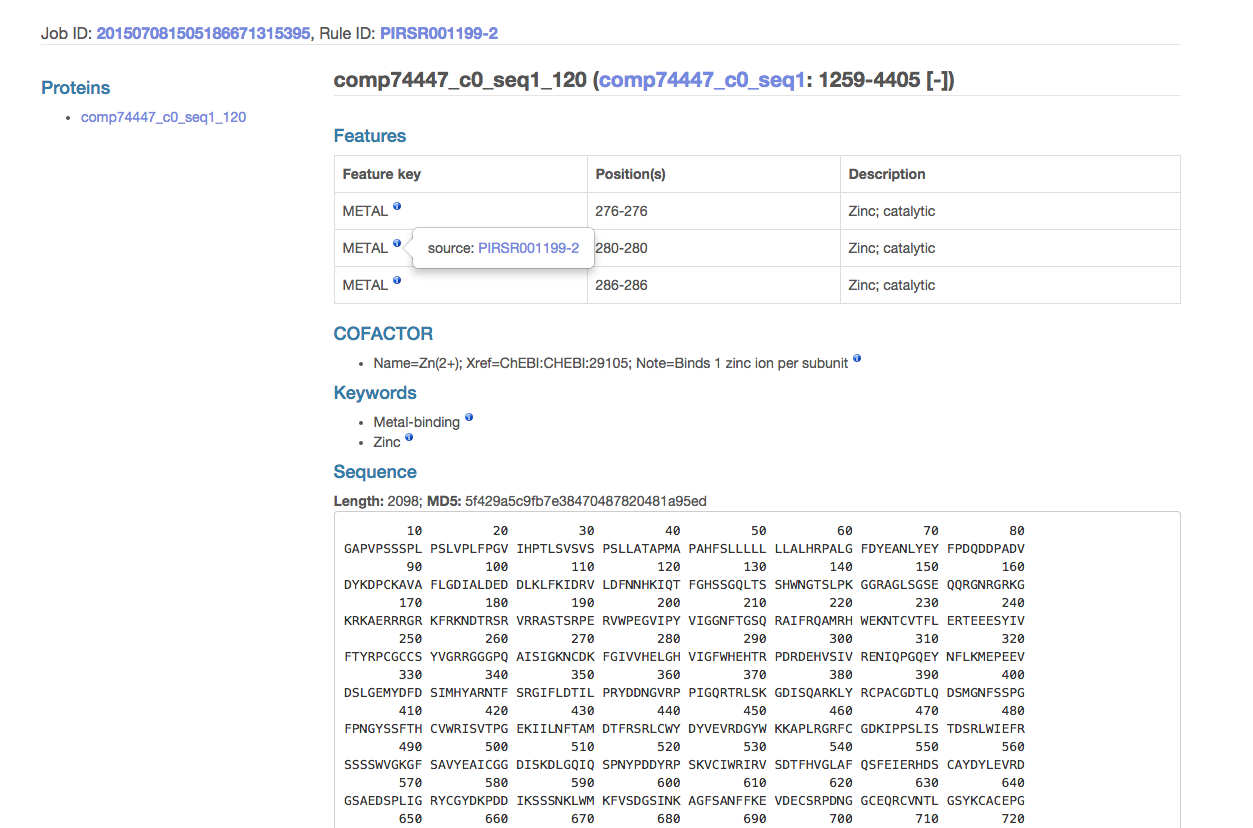 Job ID: 201507081505186671315395, Rule ID: PIRSR001199-2
Proteins
comp74447_c0_seq1_120
comp74447_c0_seq1_120 (comp74447_c0_seq1: 1259-4405 [-])
Features
Feature key Position(s) Description
METAL 276-276 Zinc; catalytic
METAL source: PIRSR001199-2 280-280 Zinc; catalytic
METAL 286-286 Zinc; catalytic
COFACTOR
Name=Zn(2+); Xref=ChEBI:CHEBI:29105; Note=Binds 1 zinc ion per subunit
Keywords
Metal-binding
Zinc
Sequence
Length: 2098; MD5: 5f429a5c9fb7e38470487820481a95ed
10 20 30 40 50 60 70 80
GAPVPSSSPL PSLVPLFPGV IHPTLSVSVS PSLLATAPMA PAHFSLLLLL LLALHRPALG FDYEANLYEY FPDQDDPADV
90 100 110 120 130 140 150 160
DYKDPCKAVA FLGDIALDED DLKLFKIDRV LDFNNHKIQT FGHSSGQLTS SHWNGTSLPK GGRAGLSGSE QQRGNRGRKG
170 180 190 200 210 220 230 240
KRKAERRRGR KFRKNDTRSR VRRASTSRPE RVWPEGVIPY VIGGNFTGSQ RAIFRQAMRH WEKNTCVTFL ERTEEESYIV
250 260 270 280 290 300 310 320
FTYRPCGCCS YVGRRGGGPQ AISIGKNCDK FGIVVHELGH VIGFWHEHTR PDRDEHVSIV RENIQPGQEY NFLKMEPEEV
330 340 350 360 370 380 390 400
DSLGEMYDFD SIMHYARNTF SRGIFLDTIL PRYDDNGVRP PIGQRTRLSK GDISQARKLY RCPACGDTLQ DSMGNFSSPG
410 420 430 440 450 460 470 480
FPNGYSSFTH CVWRISVTPG EKIILNFTAM DTFRSRLCWY DYVEVRDGYW KKAPLRGRFC GDKIPPSLIS TDSRLWIEFR
490 500 510 520 530 540 550 560
SSSSWVGKGF SAVYEAICGG DISKDLGQIQ SPNYPDDYRP SKVCIWRIRV SDTFHVGLAF QSFEIERHDS CAYDYLEVRD
570 580 590 600 610 620 630 640
GSAEDSPLIG RYCGYDKPDD IKSSSNKLWM KFVSDGSINK AGFSANFFKE VDECSRPDNG GCEQRCVNTL GSYKCACEPG
650 660 670 680 690 700 710 720